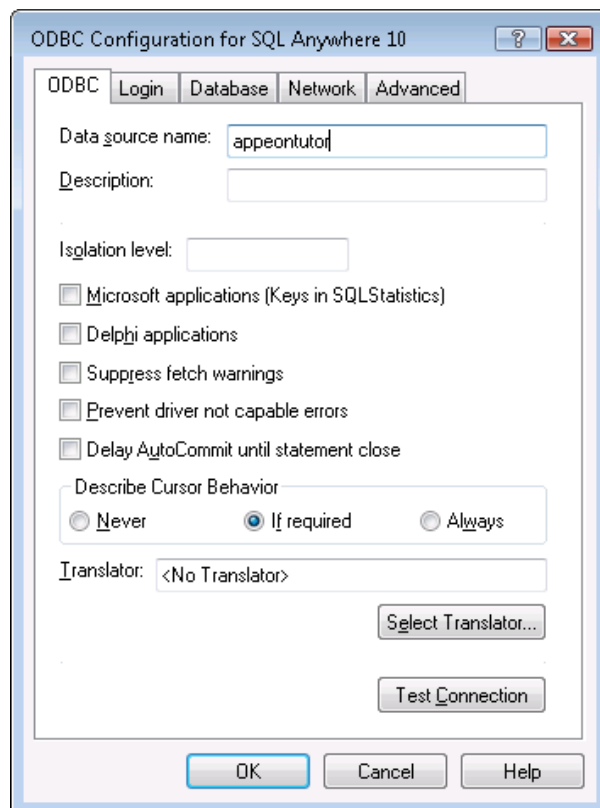 ODBC Configuration for SQL Anywhere 10
ODBC Login Database Network Advanced
Data source name: appeontutor
Description:
Isolation level:
Microsoft applications (Keys in SQLStatistics)
Delphi applications
Suppress fetch warnings
Prevent driver not capable errors
Delay AutoCommit until statement close
Describe Cursor Behavior
Never If required Always
Translator: <No Translator>
Select Translator...
Test Connection
OK Cancel Help